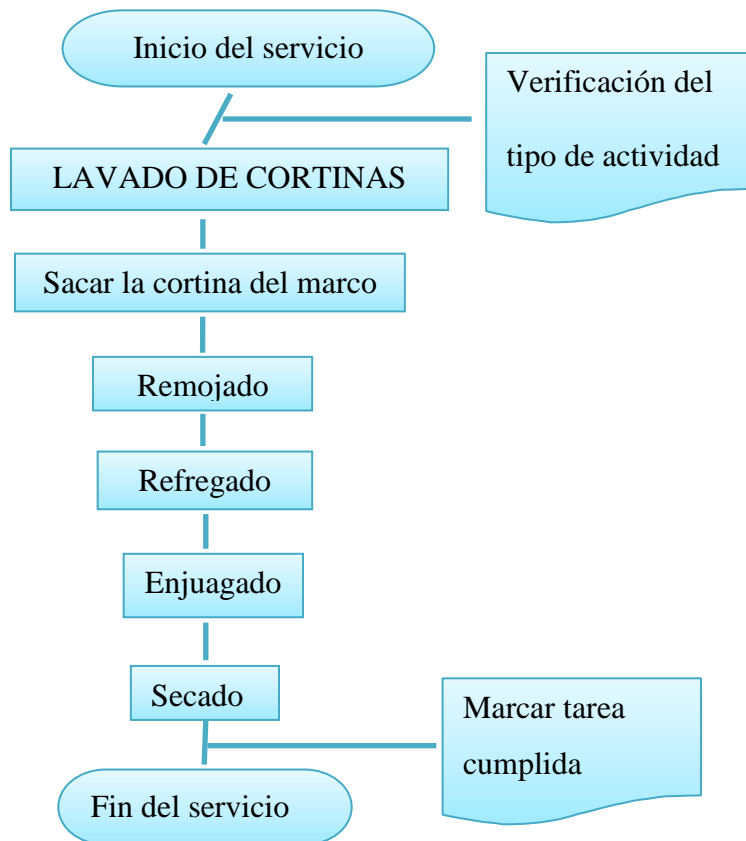 Inicio del servicio
Verificación del
tipo de actividad
LAVADO DE CORTINAS
Sacar la cortina del marco
Remojado
Refregado
Enjuagado
Secado
Marcar tarea
cumplida
Fin del servicio